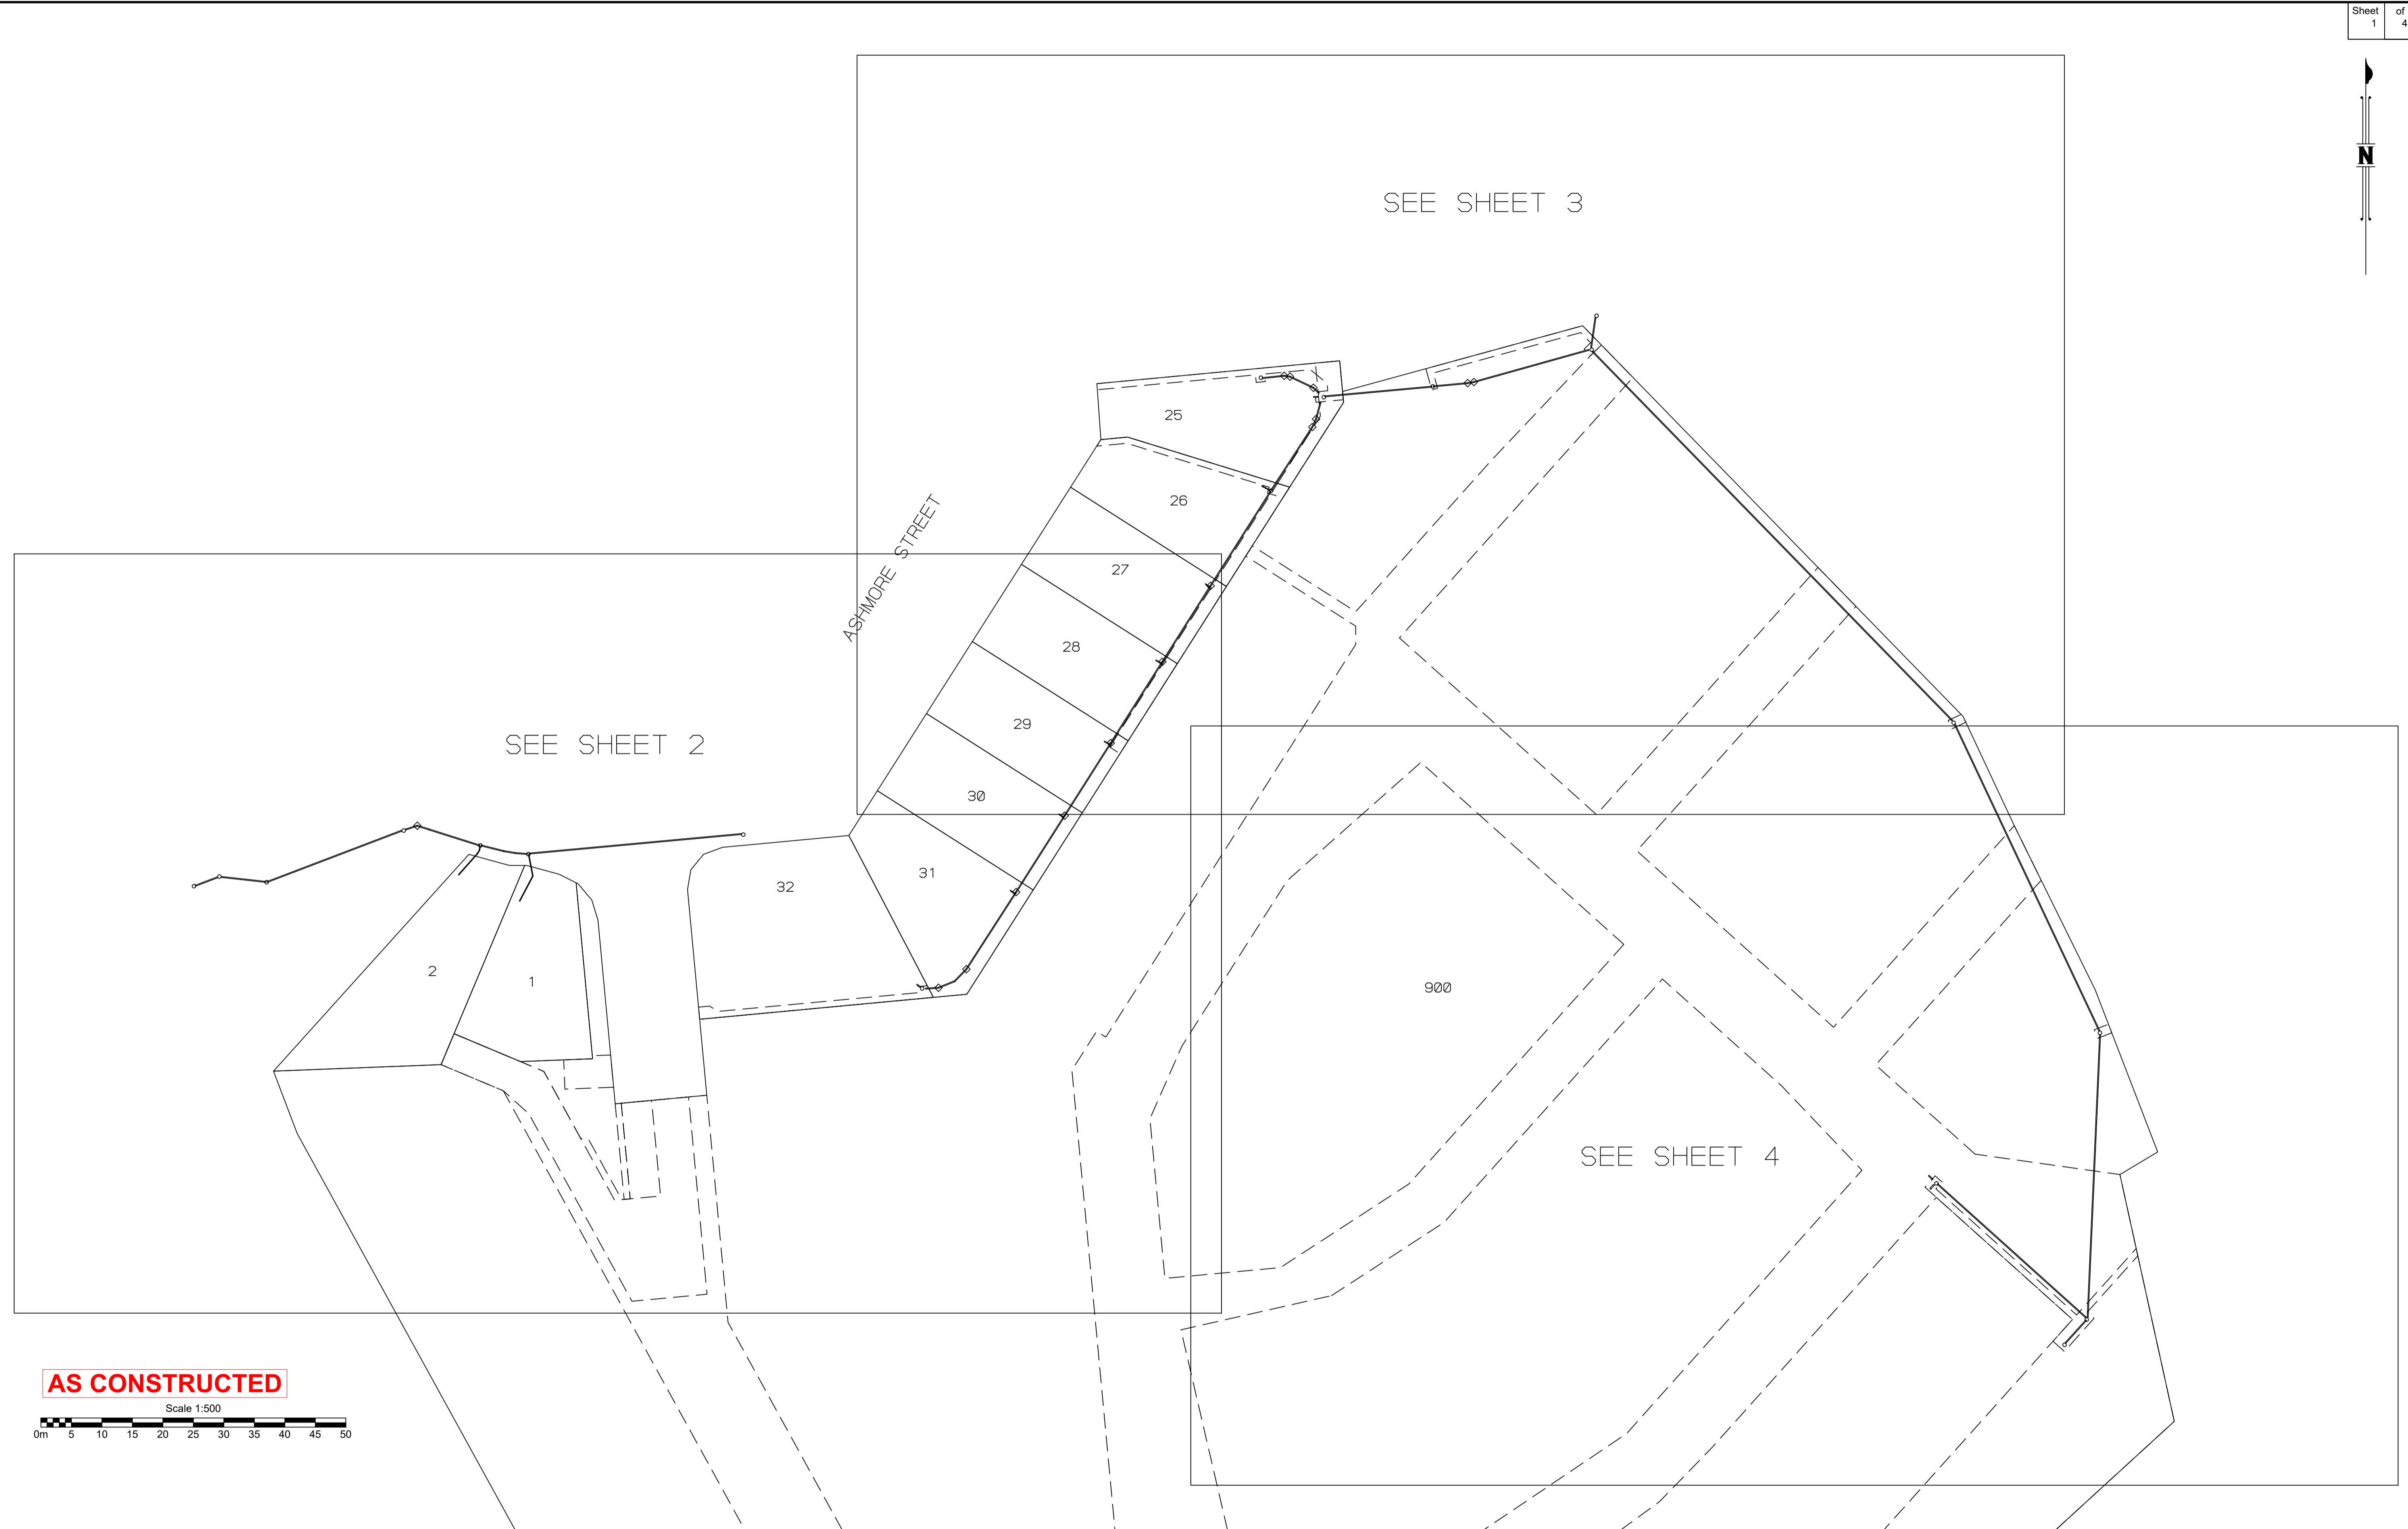 Sheet of
1 4
N
SEE SHEET 3
25
26
ASHMORE STREET
27
28
29
SEE SHEET 2
30
31
32
2
1
900
SEE SHEET 4
AS CONSTRUCTED
Scale 1:500
0m 5 10 15 20 25 30 35 40 45 50